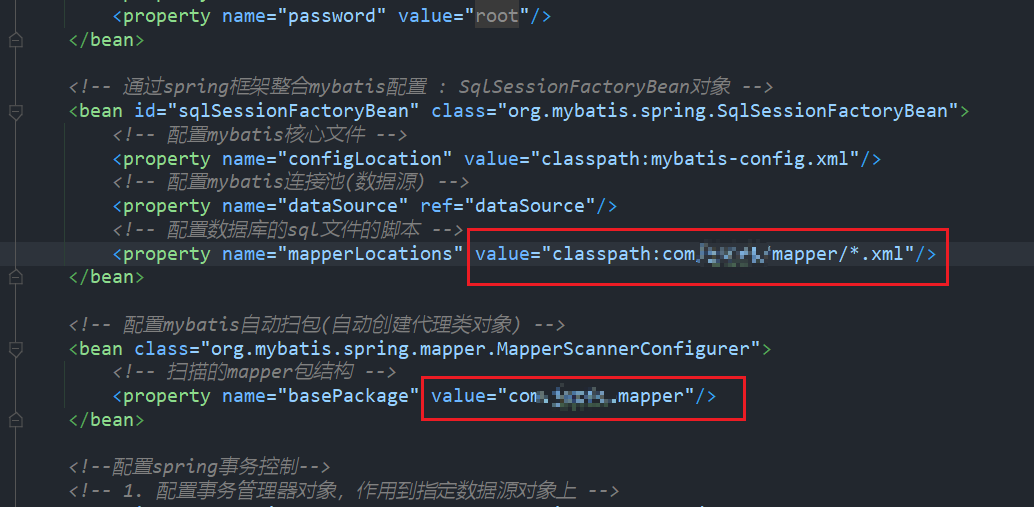 <property name="password" value="root"/>
</bean>
<!-- 通过spring框架整合mybatis配置 : SqlSessionFactoryBean对象 -->
<bean id="sqlSessionFactoryBean" class="org.mybatis.spring.SqlSessionFactoryBean">
<!-- 配置mybatis核心文件 -->
<property name="configLocation" value="classpath:mybatis-config.xml"/>
<!-- 配置mybatis连接池(数据源) -->
<property name="dataSource" ref="dataSource"/>
<!-- 配置数据库的sql文件的脚本 -->
<property name="mapperLocations" value="classpath:com/ /mapper/*.xml"/>
</bean>
<!-- 配置mybatis自动扫包(自动创建代理类对象) -->
<bean class="org.mybatis.spring.mapper.MapperScannerConfigurer">
<!-- 扫描的mapper包结构 -->
<property name="basePackage" value="com. .mapper"/>
</bean>
<!--配置spring事务控制-->
<!-- 1. 配置事务管理器对象，作用到指定数据源对象上 -->